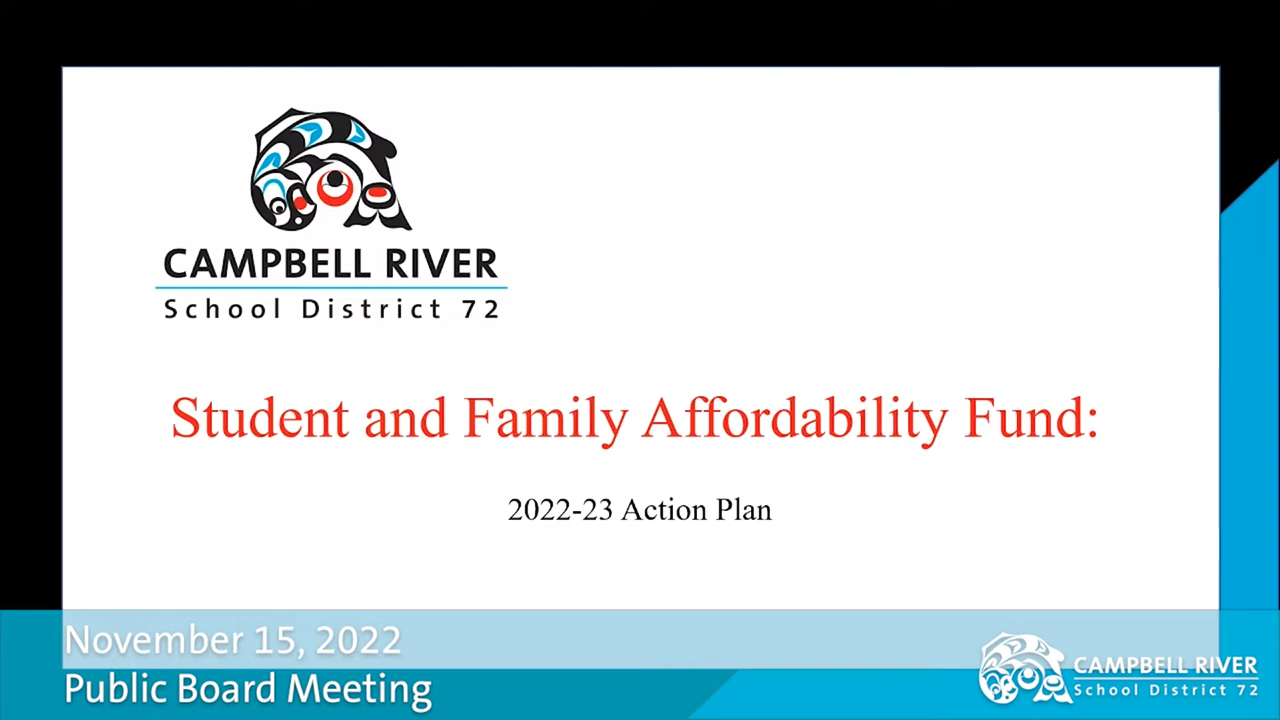 CAMPBELL RIVER
School District 72
Student and Family Affordability Fund:
2022-23 Action Plan
November 15, 2022
Public Board Meeting
CAMPBELL RIVER
School District 72